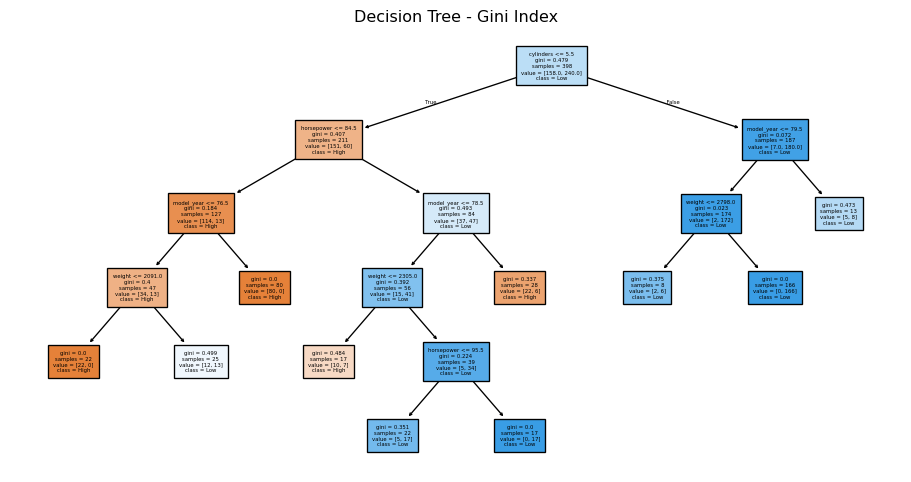 Decision Tree - Gini Index
cylinders <= 5.5
gini = 0.479
samples = 398
value = [158.0, 240.0]
class = Low
True
False
horsepower <= 84.5
gini = 0.407
samples = 211
value = [151, 60]
class = High
model_year <= 79.5
gini = 0.072
samples = 187
value = [7.0, 180.0]
class = Low
model_year <= 76.5
gini = 0.184
samples = 127
value = [114, 13]
class = High
model_year <= 78.5
gini = 0.493
samples = 84
value = [37, 47]
class = Low
weight <= 2798.0
gini = 0.023
samples = 174
value = [2, 172]
class = Low
gini = 0.473
samples = 13
value = [5, 8]
class = Low
weight <= 2091.0
gini = 0.4
samples = 47
value = [34, 13]
class = High
gini = 0.0
samples = 80
value = [80, 0]
class = High
weight <= 2305.0
gini = 0.392
samples = 56
value = [15, 41]
class = Low
gini = 0.337
samples = 28
value = [22, 6]
class = High
gini = 0.375
samples = 8
value = [2, 6]
class = Low
gini = 0.0
samples = 166
value = [0, 166]
class = Low
gini = 0.0
samples = 22
value = [22, 0]
class = High
gini = 0.499
samples = 25
value = [12, 13]
class = Low
gini = 0.484
samples = 17
value = [10, 7]
class = High
horsepower <= 95.5
gini = 0.224
samples = 39
value = [5, 34]
class = Low
gini = 0.351
samples = 22
value = [5, 17]
class = Low
gini = 0.0
samples = 17
value = [0, 17]
class = Low